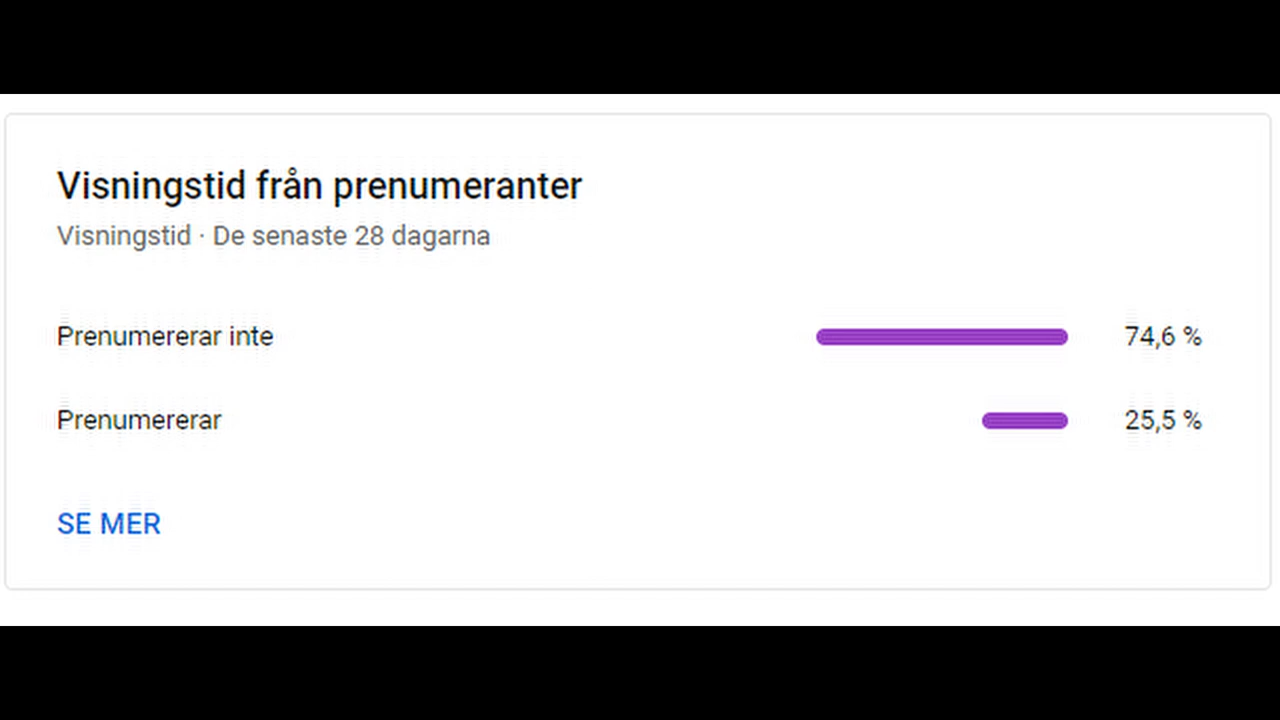 Visningstid från prenumeranter
Visningstid · De senaste 28 dagarna
Prenumererar inte 74,6 %
Prenumererar 25,5 %
SE MER